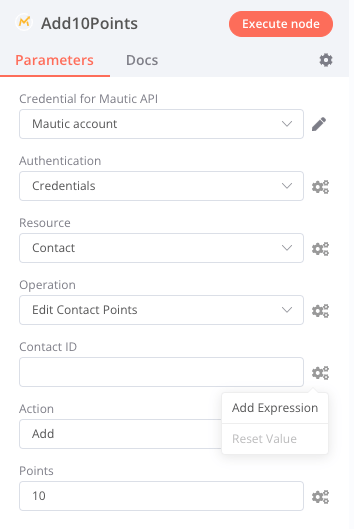 Add10Points
Execute node
Parameters
Docs
Credential for Mautic API
Mautic account
Authentication
Credentials
Resource
Contact
Operation
Edit Contact Points
Contact ID
Add Expression
Reset Value
Action
Add
Points
10